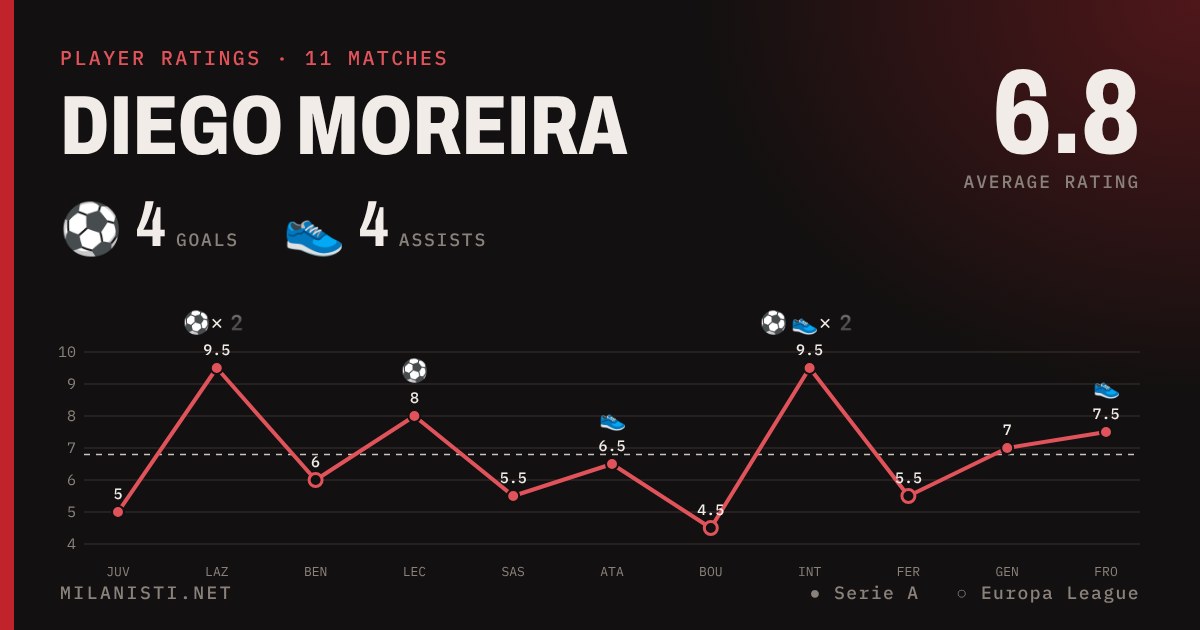 PLAYER RATINGS · 11 MATCHES
DIEGO MOREIRA
6.8
AVERAGE RATING
4 GOALS 4 ASSISTS
× 2 × 2
10 9.5 9.5
9
8 8 7.5
7 6 6.5 7
6 5.5 5.5
5 5 4.5
4
JUV LAZ BEN LEC SAS ATA BOU INT FER GEN FRO
MILANISTI.NET ● Serie A ○ Europa League